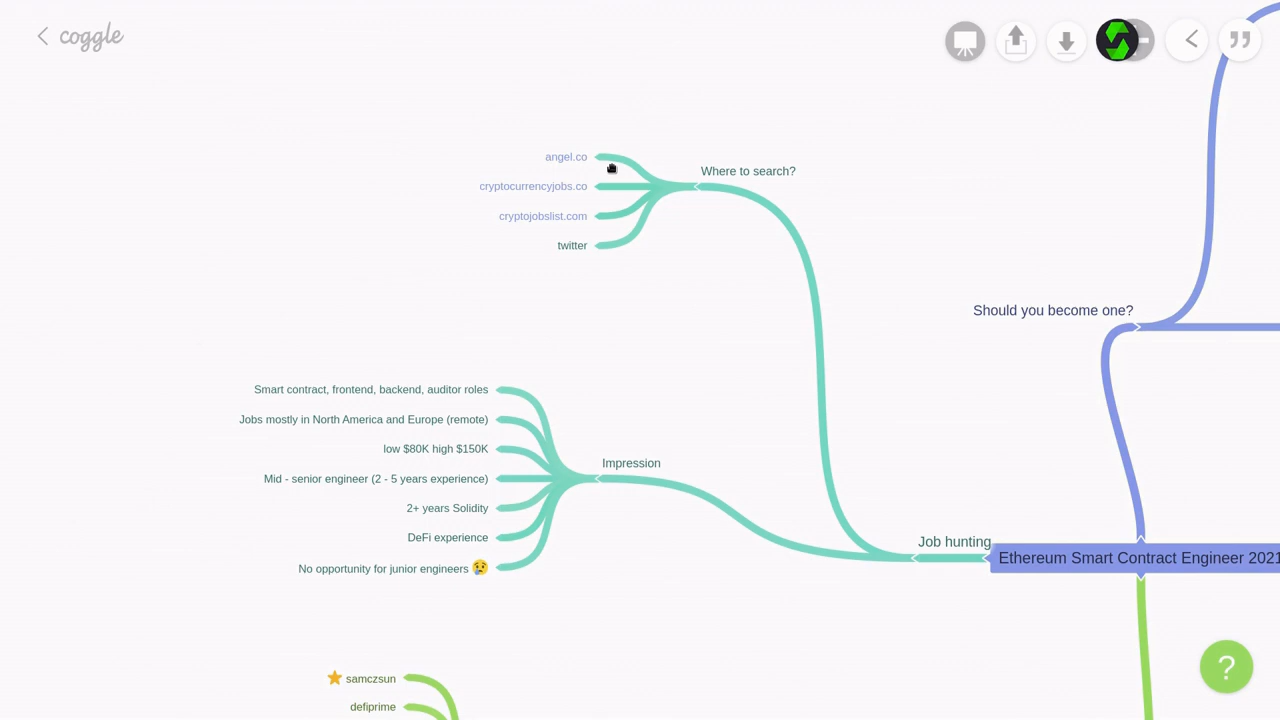 coggle
angel.co
cryptocurrencyjobs.co
cryptojobslist.com
twitter
Where to search?
Should you become one?
Smart contract, frontend, backend, auditor roles
Jobs mostly in North America and Europe (remote)
low $80K high $150K
Mid - senior engineer (2 - 5 years experience)
2+ years Solidity
DeFi experience
No opportunity for junior engineers 😢
Impression
Job hunting
Ethereum Smart Contract Engineer 2021
⭐ samczsun
defiprime
?